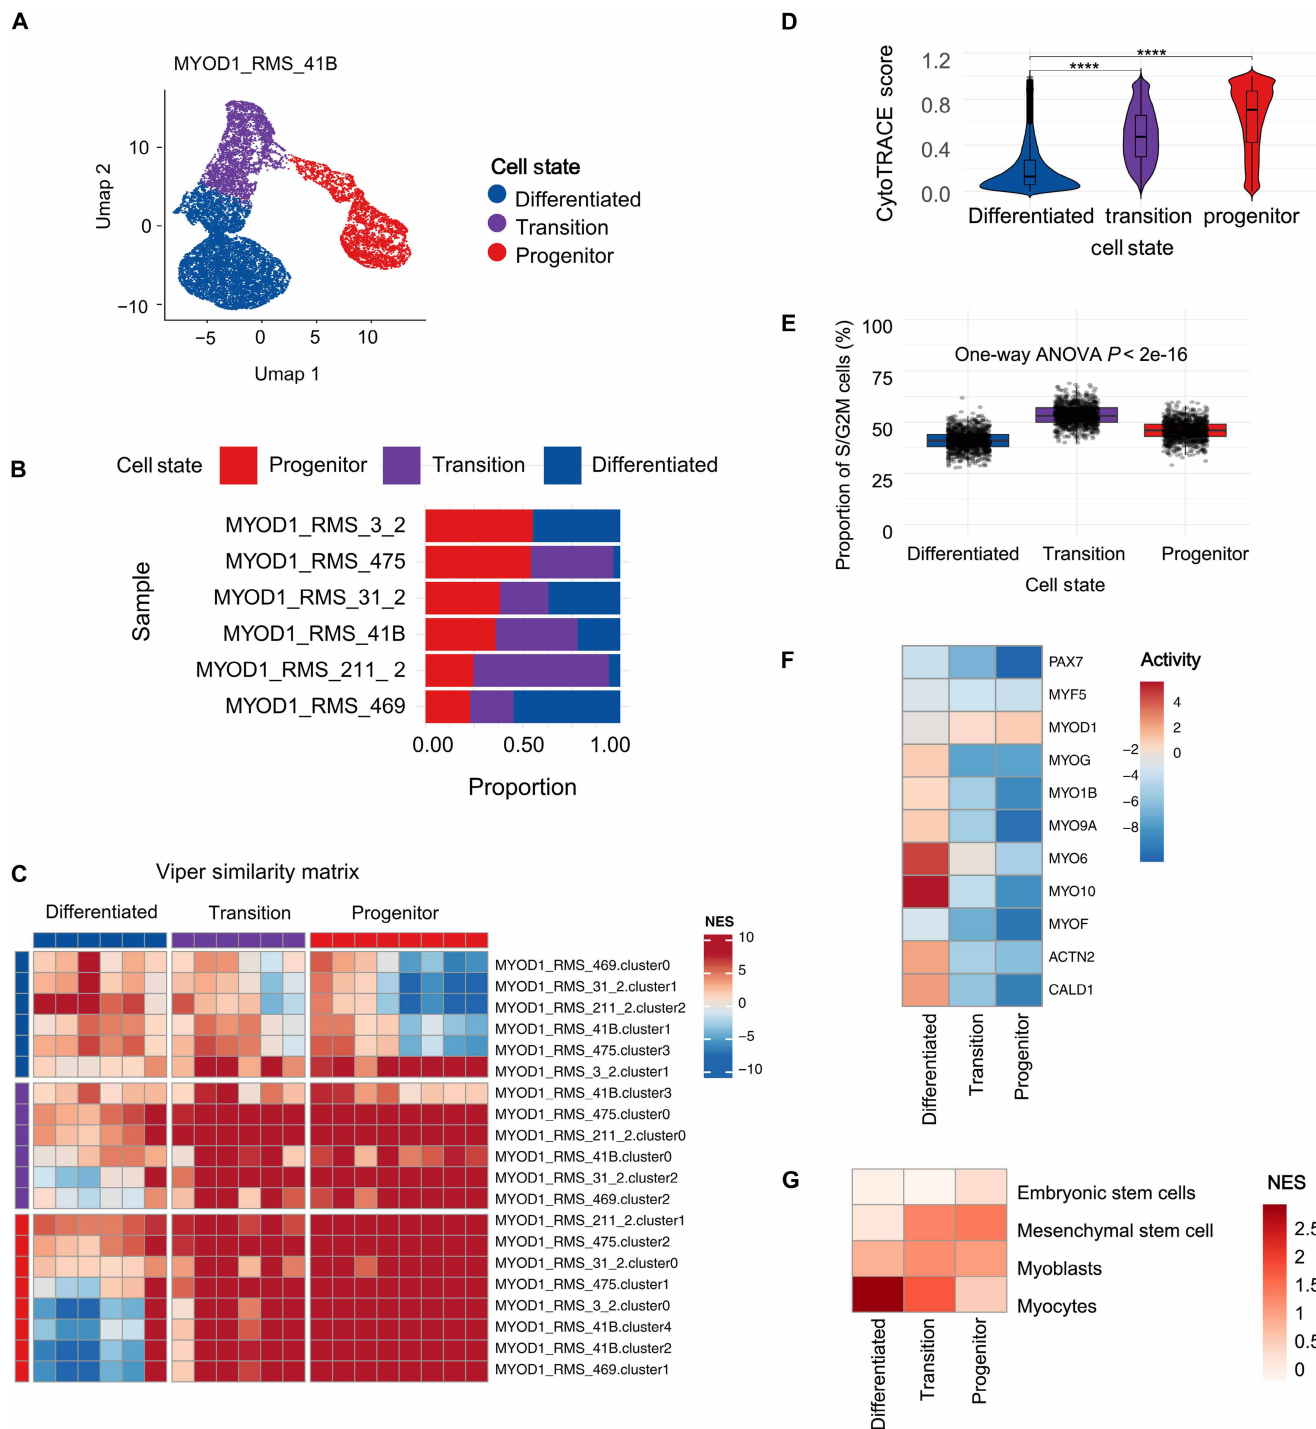 A
MYOD1_RMS_41B
Umap 2
10
0
−10
−5
0
5
10
Umap 1
Cell state
Differentiated
Transition
Progenitor
B
Cell state
Progenitor
Transition
Differentiated
Sample
MYOD1_RMS_3_2
MYOD1_RMS_475
MYOD1_RMS_31_2
MYOD1_RMS_41B
MYOD1_RMS_211_ 2
MYOD1_RMS_469
0.00
0.50
1.00
Proportion
C
Viper similarity matrix
Differentiated
Transition
Progenitor
MYOD1_RMS_469.cluster0
MYOD1_RMS_31_2.cluster1
MYOD1_RMS_211_2.cluster2
MYOD1_RMS_41B.cluster1
MYOD1_RMS_475.cluster3
MYOD1_RMS_3_2.cluster1
MYOD1_RMS_41B.cluster3
MYOD1_RMS_475.cluster0
MYOD1_RMS_211_2.cluster0
MYOD1_RMS_41B.cluster0
MYOD1_RMS_31_2.cluster2
MYOD1_RMS_469.cluster2
MYOD1_RMS_211_2.cluster1
MYOD1_RMS_475.cluster2
MYOD1_RMS_31_2.cluster0
MYOD1_RMS_475.cluster1
MYOD1_RMS_3_2.cluster0
MYOD1_RMS_41B.cluster4
MYOD1_RMS_41B.cluster2
MYOD1_RMS_469.cluster1
NES
10
5
0
−5
−10
D
CytoTRACE score
1.2
0.8
0.4
0.0
****
****
Differentiated
transition
progenitor
cell state
E
Proportion of S/G2M cells (%)
100
75
50
25
0
One-way ANOVA P < 2e-16
Differentiated
Transition
Progenitor
Cell state
F
PAX7
MYF5
MYOD1
MYOG
MYO1B
MYO9A
MYO6
MYO10
MYOF
ACTN2
CALD1
Differentiated
Transition
Progenitor
Activity
4
2
0
−2
−4
−6
−8
G
Embryonic stem cells
Mesenchymal stem cell
Myoblasts
Myocytes
Differentiated
Transition
Progenitor
NES
2.5
2
1.5
1
0.5
0